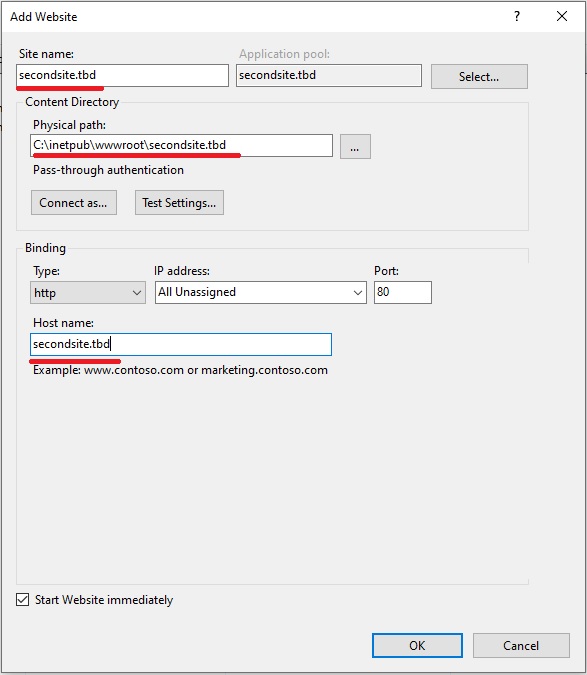 Add Website
?
Site name:
Application pool:
secondsite.tbd
secondsite.tbd
Select...
Content Directory
Physical path:
C:\inetpub\wwwroot\secondsite.tbd
...
Pass-through authentication
Connect as...
Test Settings...
Binding
Type:
IP address:
Port:
http
All Unassigned
80
Host name:
secondsite.tbd
Example: www.contoso.com or marketing.contoso.com
Start Website immediately
OK
Cancel